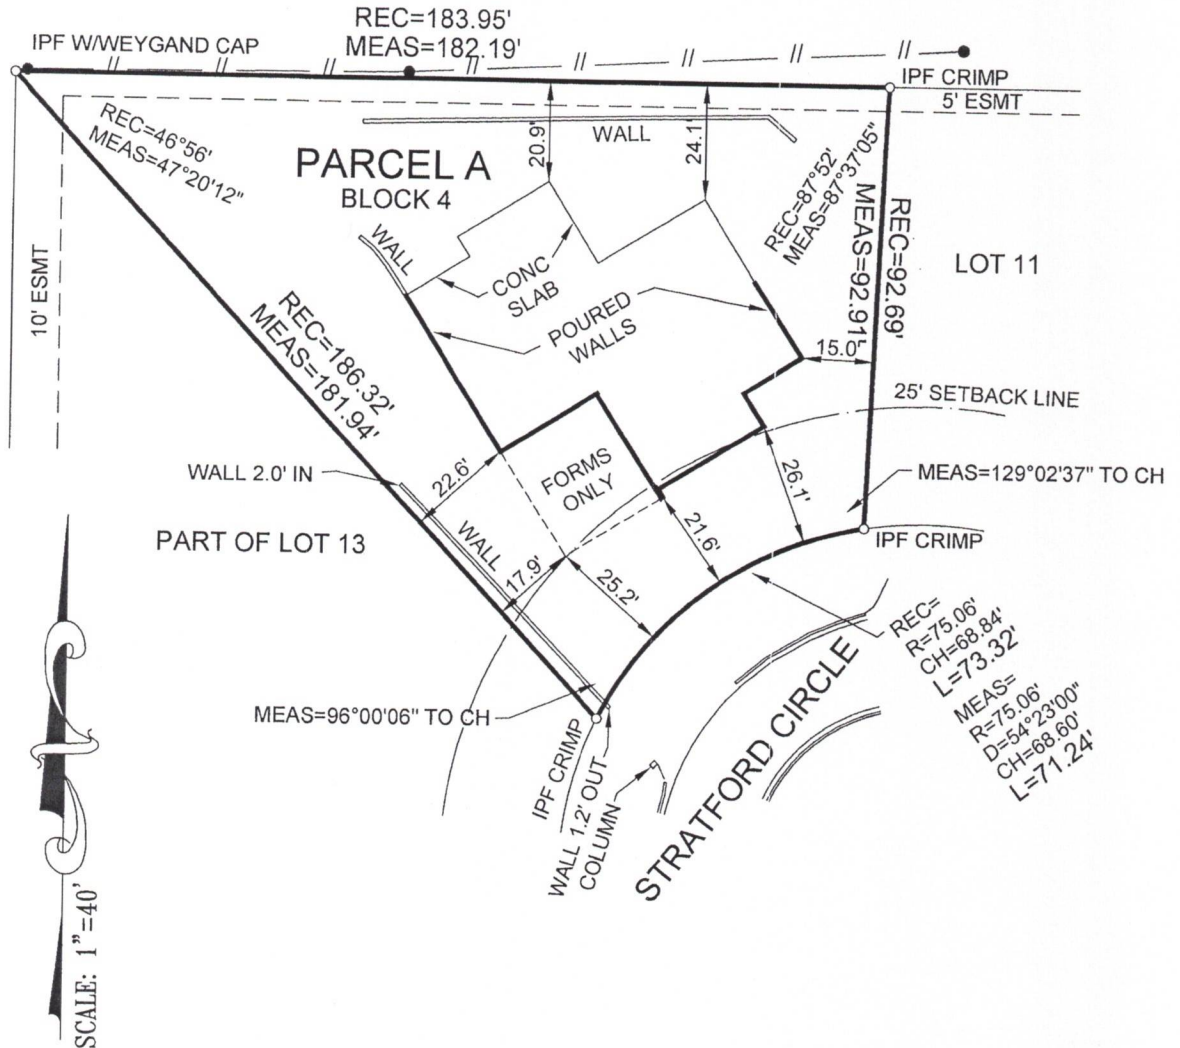 REC=183.95'
MEAS=182.19'
IPF W/WEYGAND CAP
IPF CRIMP
5' ESMT
REC=46°56'
MEAS=47°20'12"
WALL
20.9'
24.1'
PARCEL A
BLOCK 4
REC=87°52'
MEAS=87°37'05"
REC=92.69'
MEAS=92.91'
LOT 11
WALL
10' ESMT
CONC
SLAB
POURED
WALLS
REC=186.32'
MEAS=181.94'
15.0'
25' SETBACK LINE
WALL 2.0' IN
22.6'
FORMS
ONLY
26.1'
MEAS=129°02'37" TO CH
PART OF LOT 13
WALL
21.6'
IPF CRIMP
17.9'
25.2'
REC=
R=75.06'
CH=68.84'
L=73.32'
MEAS=
R=75.06'
D=54°23'00"
CH=68.60'
L=71.24'
MEAS=96°00'06" TO CH
IPF CRIMP
WALL 1.2' OUT
COLUMN
STRATFORD CIRCLE
SCALE: 1"=40'